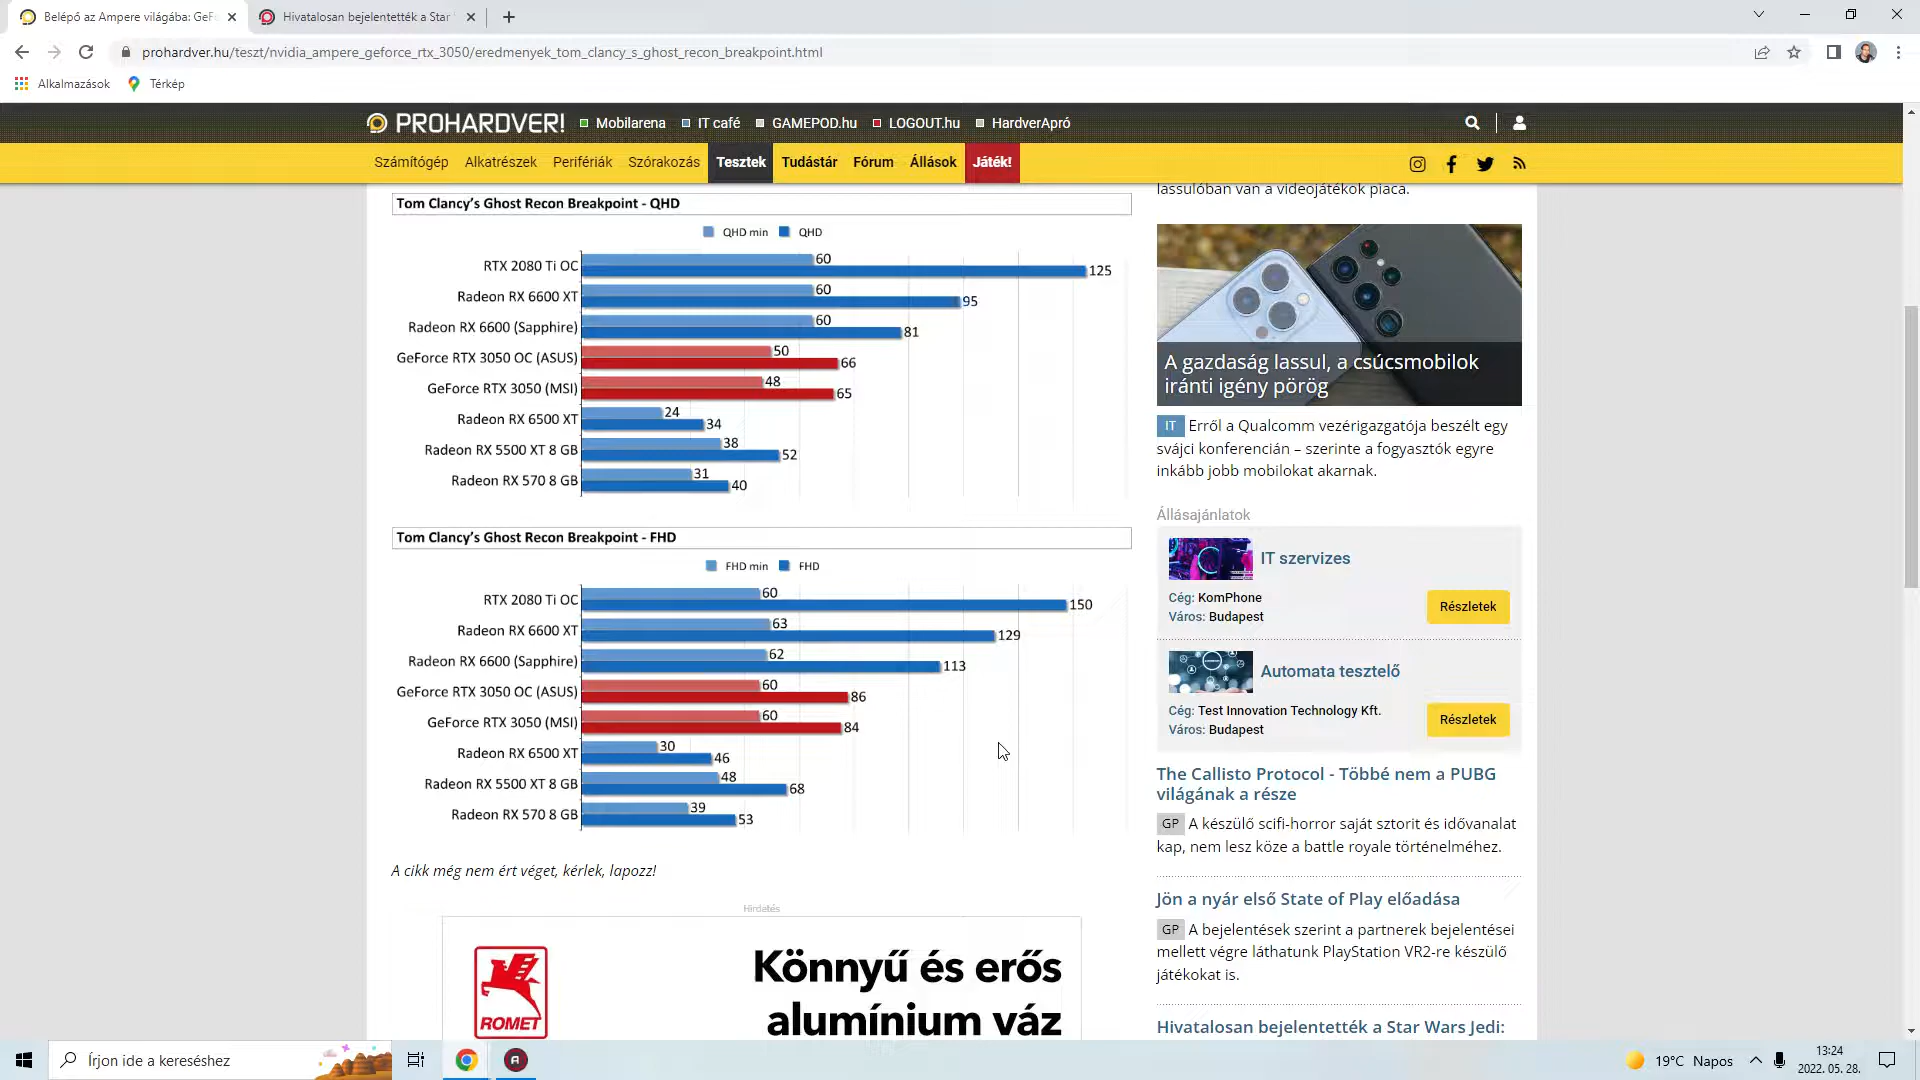 Belépő az Ampere világába: GeF
Hivatalosan bejelentették a Star
prohardver.hu/teszt/nvidia_ampere_geforce_rtx_3050/eredmenyek_tom_clancy_s_ghost_recon_breakpoint.html
Alkalmazások
Térkép
PROHARDVER!
Mobilarena
IT café
GAMEPOD.hu
LOGOUT.hu
HardverApró
Számítógép
Alkatrészek
Perifériák
Szórakozás
Tesztek
Tudástár
Fórum
Állások
Játék!
Tom Clancy's Ghost Recon Breakpoint - QHD
QHD min
QHD
RTX 2080 Ti OC
60
125
Radeon RX 6600 XT
60
95
Radeon RX 6600 (Sapphire)
60
81
GeForce RTX 3050 OC (ASUS)
50
66
GeForce RTX 3050 (MSI)
48
65
Radeon RX 6500 XT
24
34
Radeon RX 5500 XT 8 GB
38
52
Radeon RX 570 8 GB
31
40
Tom Clancy's Ghost Recon Breakpoint - FHD
FHD min
FHD
RTX 2080 Ti OC
60
150
Radeon RX 6600 XT
63
129
Radeon RX 6600 (Sapphire)
62
113
GeForce RTX 3050 OC (ASUS)
60
86
GeForce RTX 3050 (MSI)
60
84
Radeon RX 6500 XT
30
46
Radeon RX 5500 XT 8 GB
48
68
Radeon RX 570 8 GB
39
53
A cikk még nem ért véget, kérlek, lapozz!
Hirdetés
ROMET
Könnyű és erős
alumínium váz
lassulóban van a videojátékok piaca.
A gazdaság lassul, a csúcsmobilok
iránti igény pörög
IT Erről a Qualcomm vezérigazgatója beszélt egy
svájci konferencián – szerinte a fogyasztók egyre
inkább jobb mobilokat akarnak.
Állásajánlatok
IT szervizes
Cég: KomPhone
Város: Budapest
Részletek
Automata tesztelő
Cég: Test Innovation Technology Kft.
Város: Budapest
Részletek
The Callisto Protocol - Többé nem a PUBG
világának a része
GP A készülő scifi-horror saját sztorit és idővanalat
kap, nem lesz köze a battle royale történelméhez.
Jön a nyár első State of Play előadása
GP A bejelentések szerint a partnerek bejelentései
mellett végre láthatunk PlayStation VR2-re készülő
játékokat is.
Hivatalosan bejelentették a Star Wars Jedi:
Írjon ide a kereséshez
19°C Napos
13:24
2022. 05. 28.